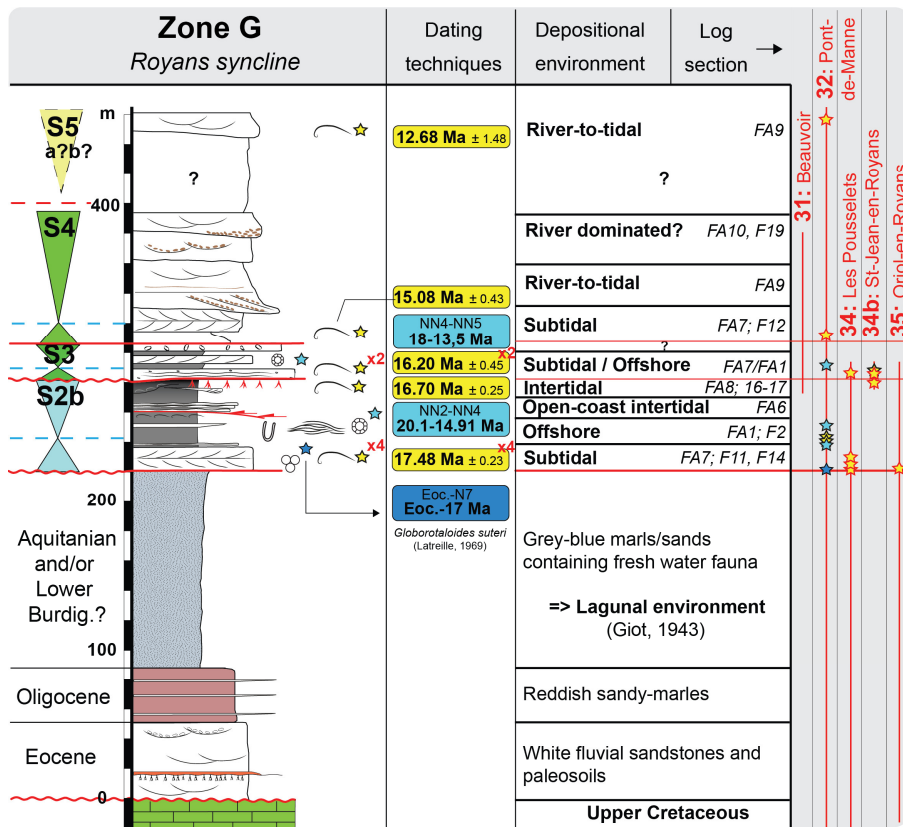 Zone G
Royans syncline
Dating
techniques
Depositional
environment
Log
section
31: Beauvoir
32: Pont-
de-Manne
34: Les Pousselets
34b: St-Jean-en-Royans
35: Oriol-en-Royans
m
S5
a?b?
?
12.68 Ma ± 1.48
River-to-tidal
FA9
?
400
S4
River dominated?
FA10, F19
River-to-tidal
FA9
15.08 Ma ± 0.43
NN4-NN5
18-13,5 Ma
Subtidal
FA7; F12
?
S3
x2
16.20 Ma ± 0.45
x2
Subtidal / Offshore
FA7/FA1
S2b
16.70 Ma ± 0.25
Intertidal
FA8; 16-17
NN2-NN4
20.1-14.91 Ma
Open-coast intertidal
FA6
Offshore
FA1; F2
x4
17.48 Ma ± 0.23
x4
Subtidal
FA7; F11, F14
200
Eoc.-N7
Eoc.-17 Ma
Globorotaloides suteri
(Latreille, 1969)
Aquitanian
and/or
Lower
Burdig.?
Grey-blue marls/sands
containing fresh water fauna
=> Lagunal environment
(Giot, 1943)
100
Oligocene
Reddish sandy-marles
Eocene
White fluvial sandstones and
paleosoils
0
Upper Cretaceous